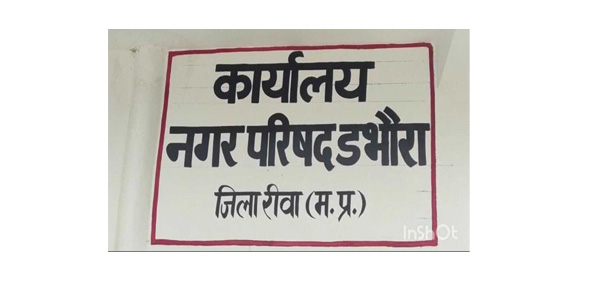 कार्यालय
नगर परिषद डभौरा
जिला रीवा (म. प्र.)
InShOt